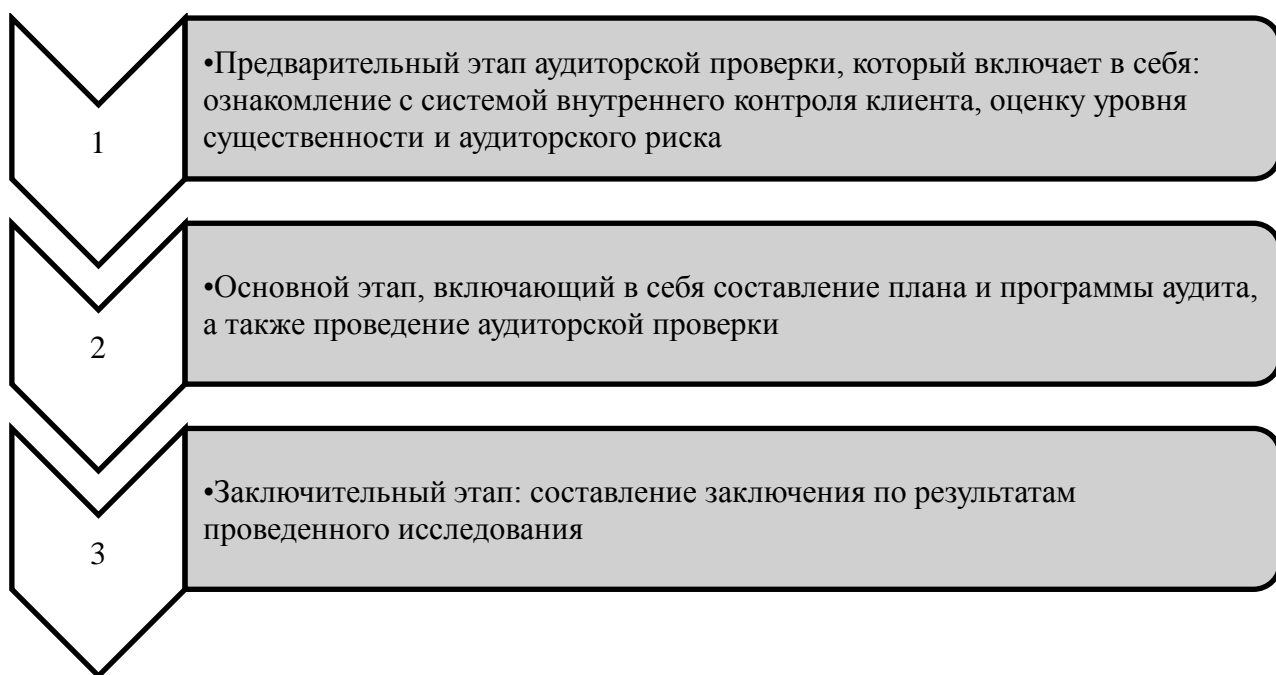 1
•Предварительный этап аудиторской проверки, который включает в себя:
ознакомление с системой внутреннего контроля клиента, оценку уровня
существенности и аудиторского риска
2
•Основной этап, включающий в себя составление плана и программы аудита,
а также проведение аудиторской проверки
3
•Заключительный этап: составление заключения по результатам
проведенного исследования